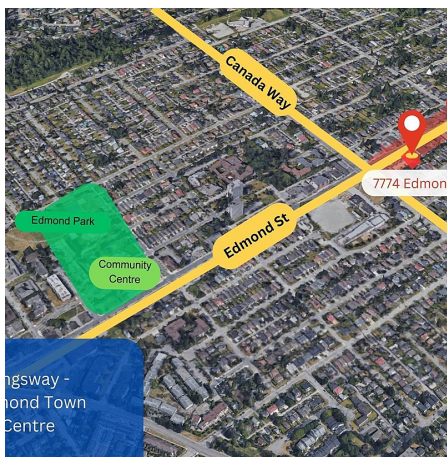 Canada Way
7774 Edmon
Edmond Park
Edmond St
Community
Centre
ngsway -
mond Town
Centre